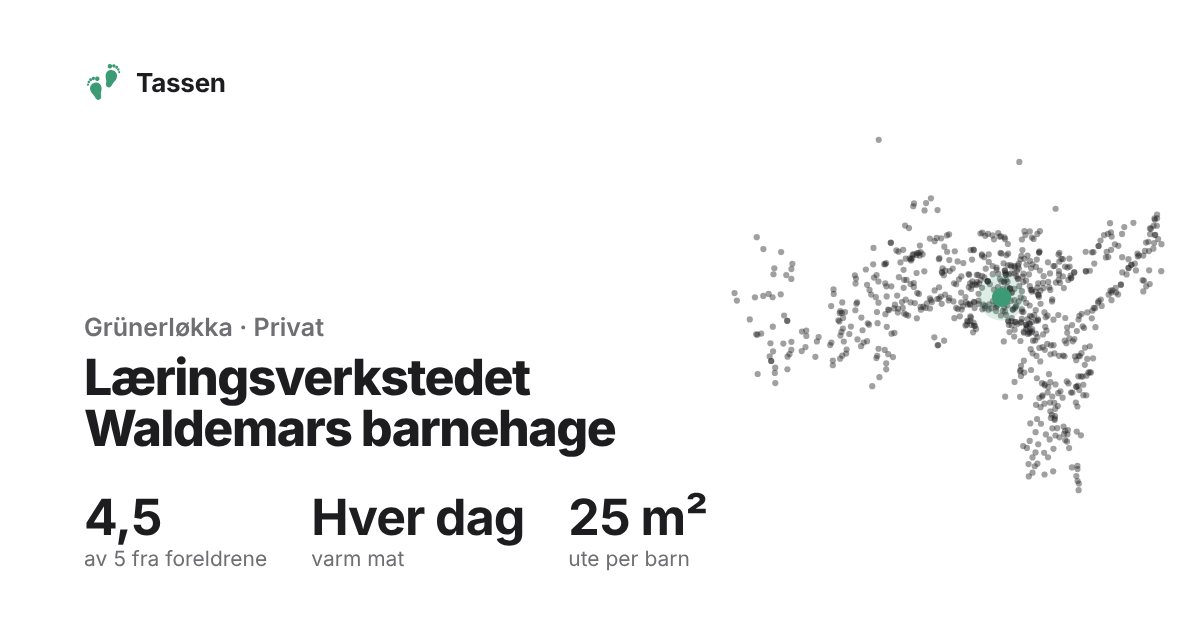 Tassen
Grünerløkka · Privat
Læringsverkstedet
Waldemars barnehage
4,5
av 5 fra foreldrene
Hver dag
varm mat
25 m²
ute per barn